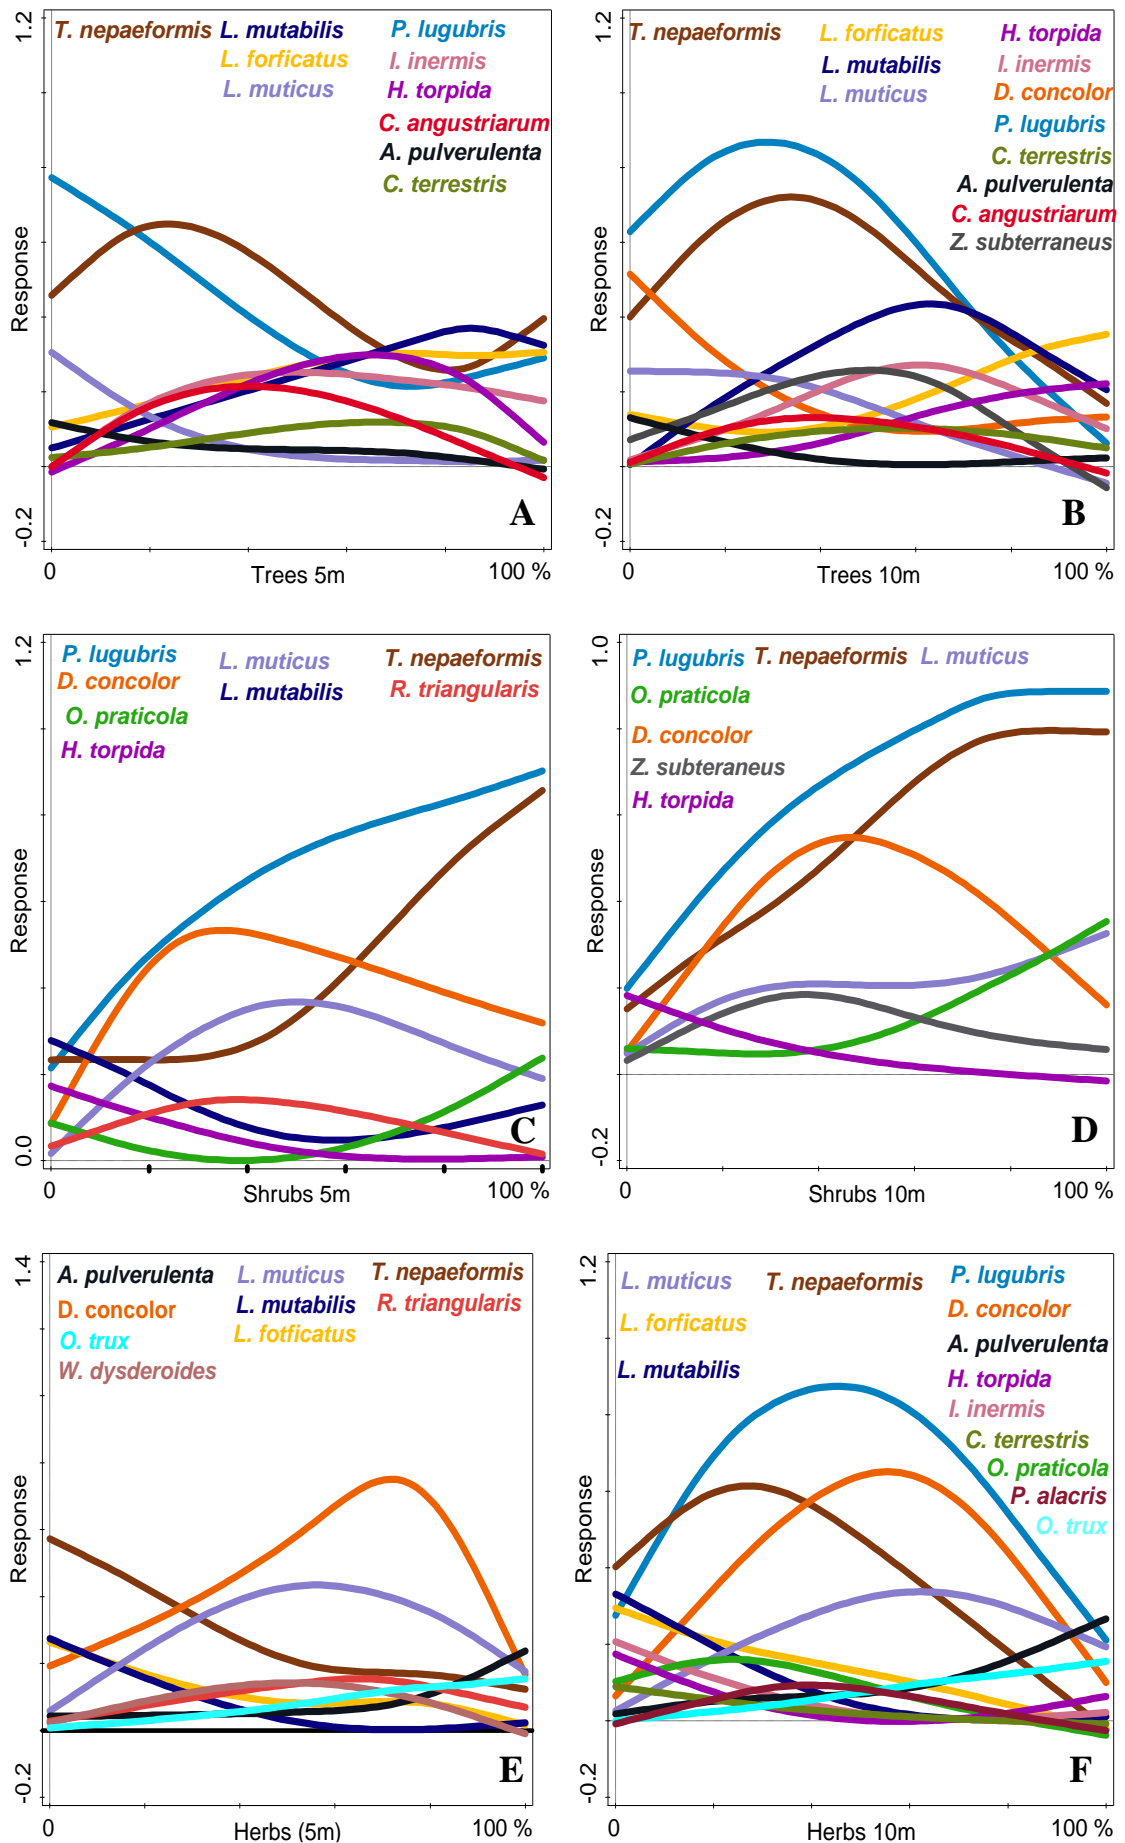 1.2
T. nepaeformis L. mutabilis P. lugubris
L. forficatus I. inermis
L. muticus H. torpida
C. angustriarum
A. pulverulenta
C. terrestris
Response
-0.2
A
0 Trees 5m 100 %
1.2
T. nepaeformis L. forficatus H. torpida
L. mutabilis I. inermis
L. muticus D. concolor
P. lugubris
C. terrestris
A. pulverulenta
C. angustriarum
Z. subterraneus
Response
-0.2
B
0 Trees 10m 100 %
1.2
P. lugubris L. muticus T. nepaeformis
D. concolor L. mutabilis R. triangularis
O. praticola
H. torpida
Response
0.0
C
0 Shrubs 5m 100 %
1.0
P. lugubris T. nepaeformis L. muticus
O. praticola
D. concolor
Z. subteraneus
H. torpida
Response
-0.2
D
0 Shrubs 10m 100 %
1.4
A. pulverulenta L. muticus T. nepaeformis
D. concolor L. mutabilis R. triangularis
O. trux L. fotficatus
W. dysderoides
Response
-0.2
E
0 Herbs (5m) 100 %
1.2
L. muticus T. nepaeformis P. lugubris
L. forficatus D. concolor
L. mutabilis A. pulverulenta
H. torpida
I. inermis
C. terrestris
O. praticola
P. alacris
O. trux
Response
-0.2
F
0 Herbs 10m 100 %